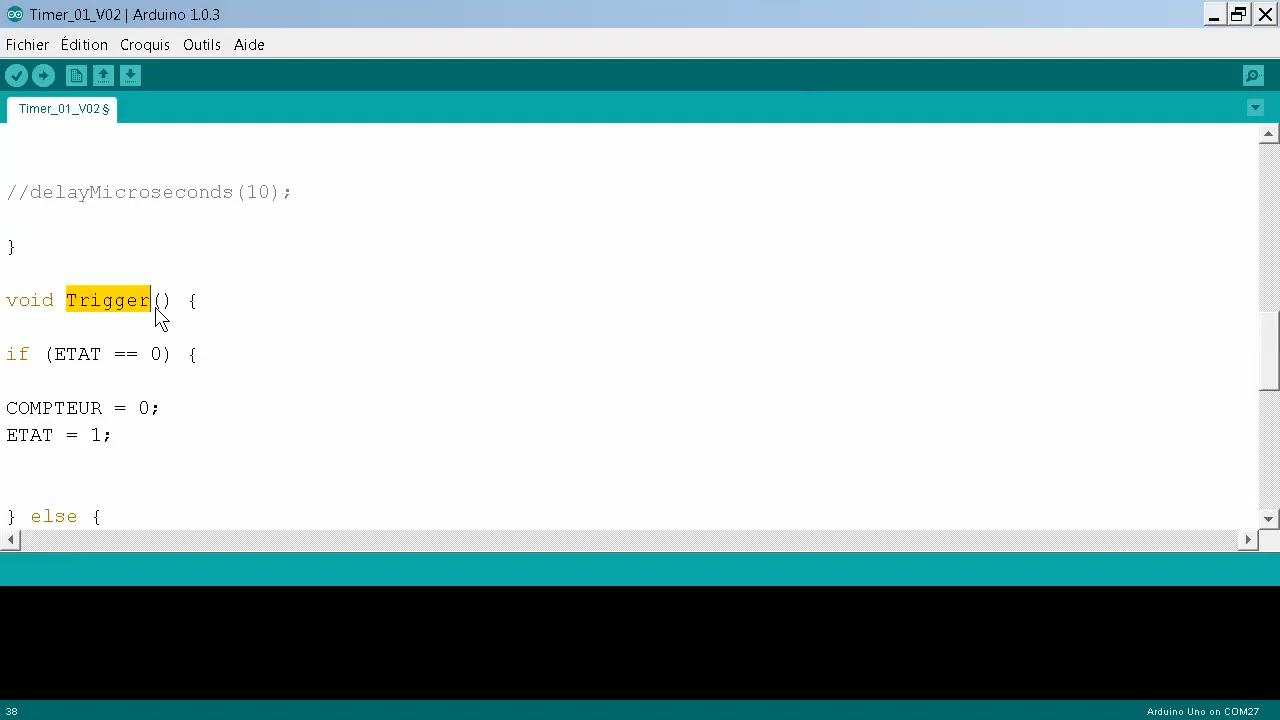 Timer_01_V02 | Arduino 1.0.3
Fichier Édition Croquis Outils Aide
Timer_01_V02 §
//delayMicroseconds(10);
}
void Trigger() {
if (ETAT == 0) {
COMPTEUR = 0;
ETAT = 1;
} else {
38
Arduino Uno on COM27